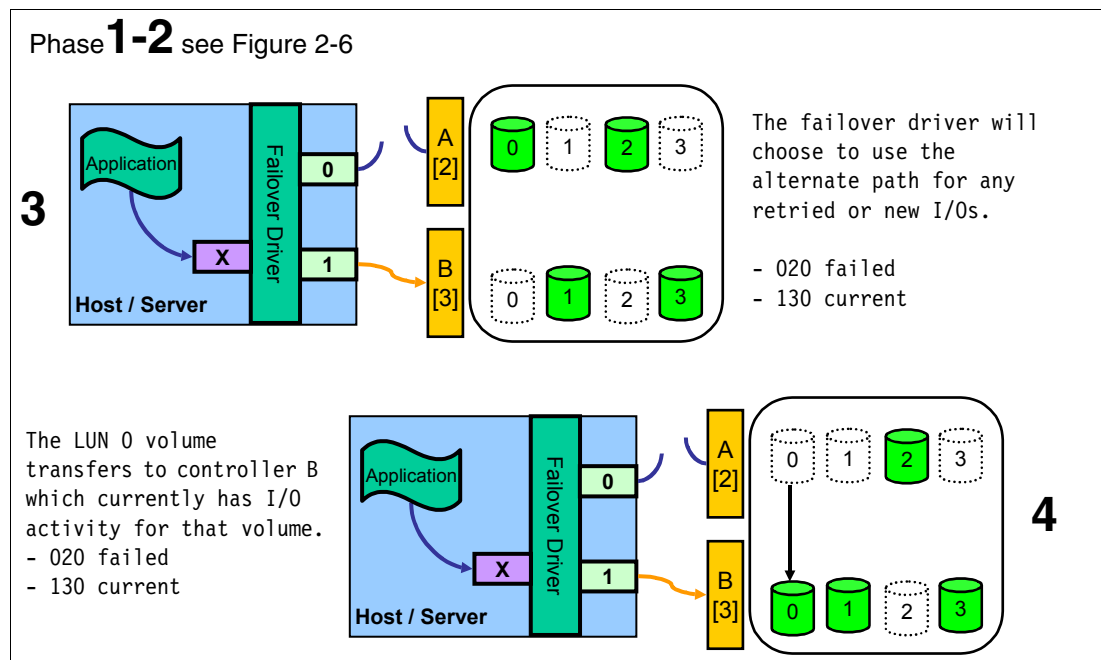 Phase 1-2 see Figure 2-6
3
Application
X
Failover Driver
0
1
Host / Server
A
[2]
B
[3]
0 1 2 3
0 1 2 3
The failover driver will
choose to use the
alternate path for any
retried or new I/Os.
- 020 failed
- 130 current
The LUN 0 volume
transfers to controller B
which currently has I/O
activity for that volume.
- 020 failed
- 130 current
Application
X
Failover Driver
0
1
Host / Server
A
[2]
B
[3]
0 1 2 3
0 1 2 3
4